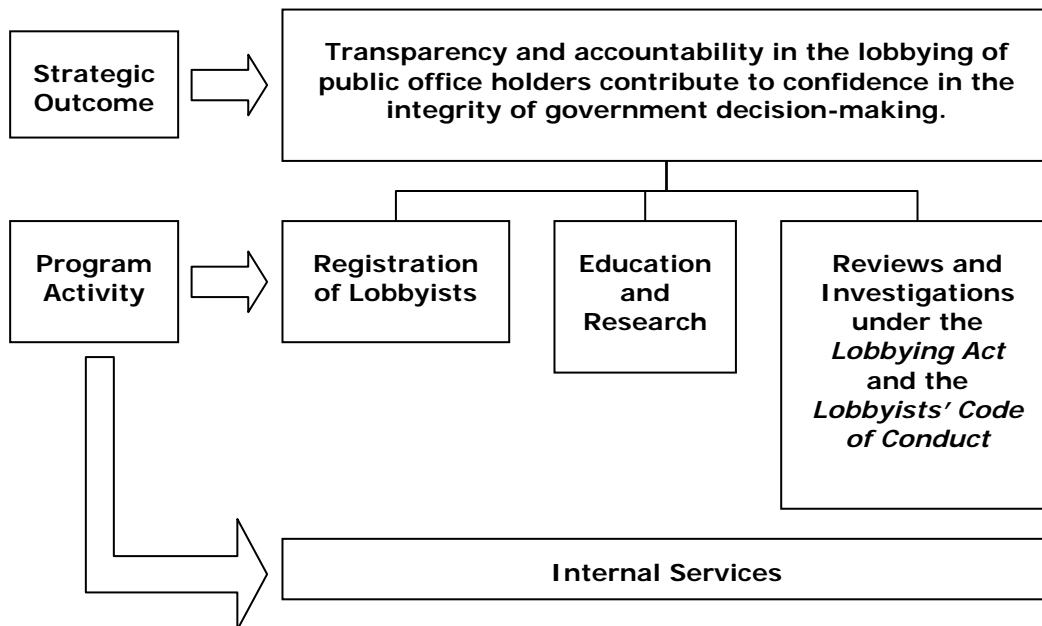 Strategic
Outcome
Transparency and accountability in the lobbying of
public office holders contribute to confidence in the
integrity of government decision-making.
Program
Activity
Registration
of Lobbyists
Education
and
Research
Reviews and
Investigations
under the
Lobbying Act
and the
Lobbyists’ Code
of Conduct
Internal Services